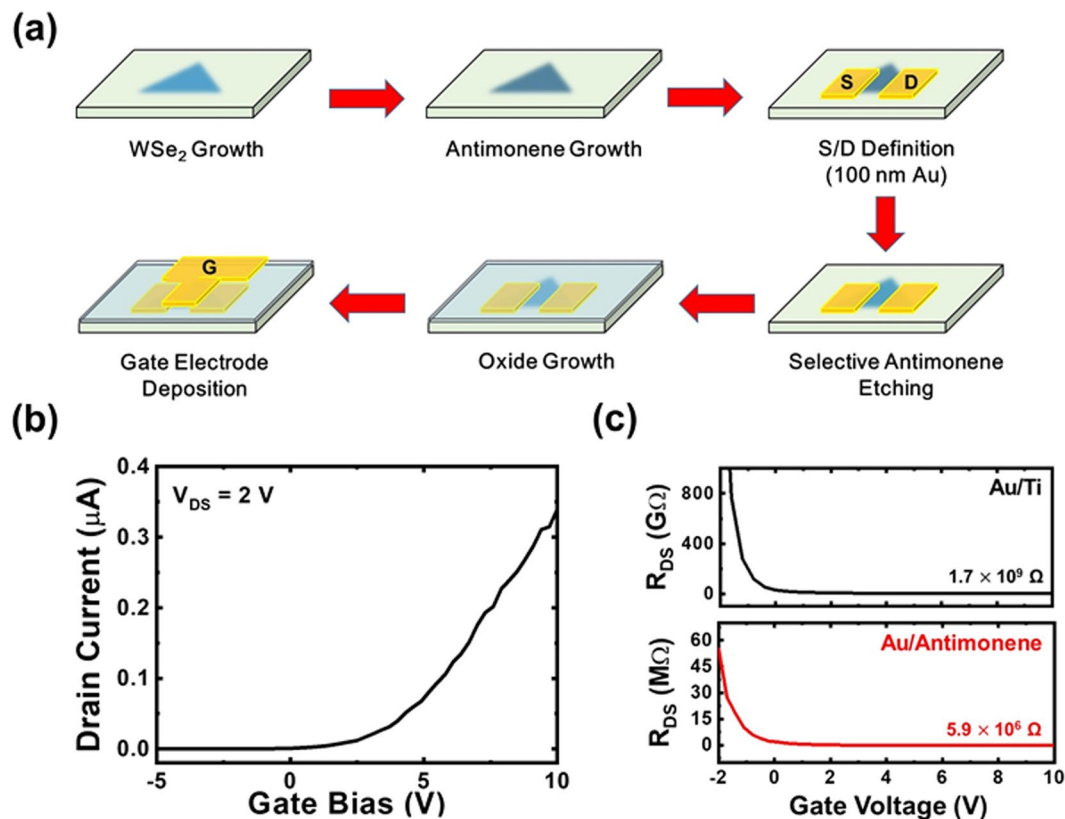 (a)
S
D
WSe₂ Growth
Antimonene Growth
S/D Definition
(100 nm Au)
G
Gate Electrode
Deposition
Oxide Growth
Selective Antimonene
Etching
(b)
0.4
0.3
0.2
0.1
0.0
Drain Current (μA)
V_DS = 2 V
-5
0
5
10
Gate Bias (V)
(c)
800
400
0
R_DS (GΩ)
Au/Ti
1.7 × 10⁹ Ω
60
45
30
15
0
R_DS (MΩ)
Au/Antimonene
5.9 × 10⁶ Ω
-2
0
2
4
6
8
10
Gate Voltage (V)